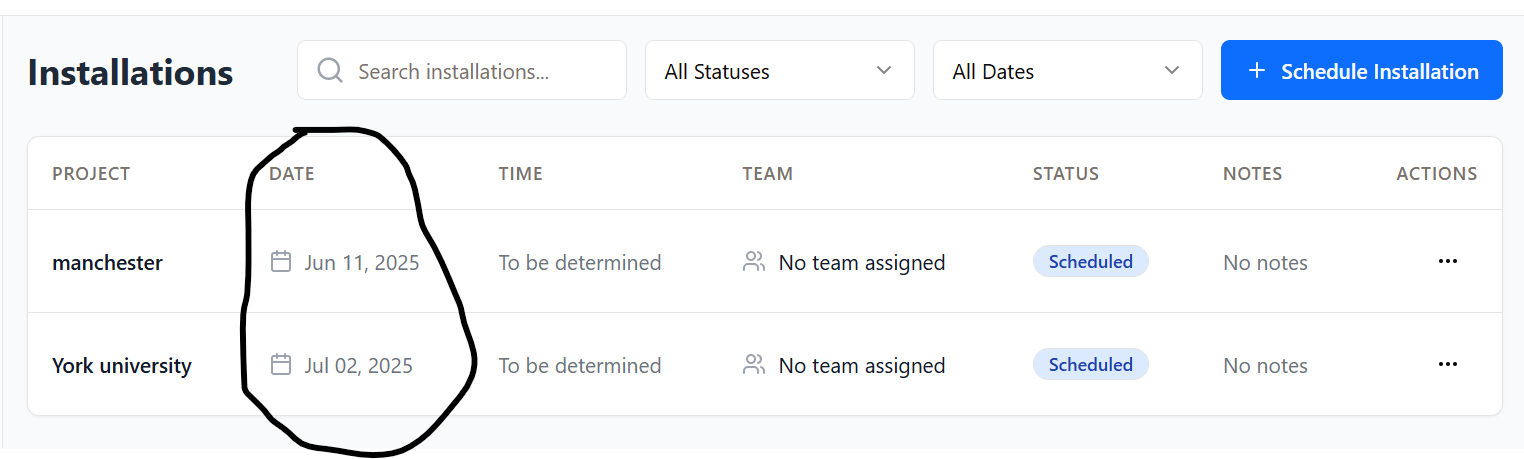 Installations Search installations... All Statuses All Dates + Schedule Installation
PROJECT DATE TIME TEAM STATUS NOTES ACTIONS
manchester Jun 11, 2025 To be determined No team assigned Scheduled No notes ...
York university Jul 02, 2025 To be determined No team assigned Scheduled No notes ...